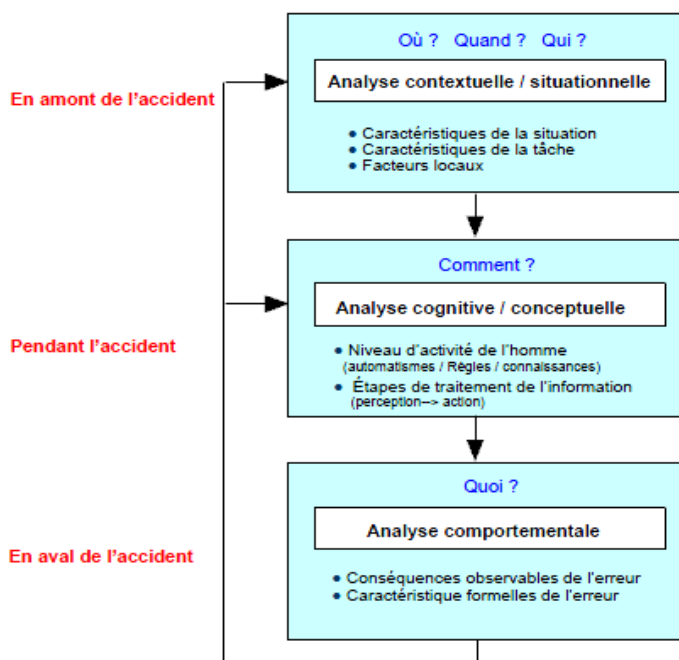 Où ? Quand ? Qui ?
En amont de l'accident
Analyse contextuelle / situationnelle
● Caractéristiques de la situation
● Caractéristiques de la tâche
● Facteurs locaux
Comment ?
Pendant l'accident
Analyse cognitive / conceptuelle
● Niveau d'activité de l'homme
(automatismes / Règles / connaissances)
● Étapes de traitement de l'information
(perception--> action)
Quoi ?
En aval de l'accident
Analyse comportementale
● Conséquences observables de l'erreur
● Caractéristique formelles de l'erreur